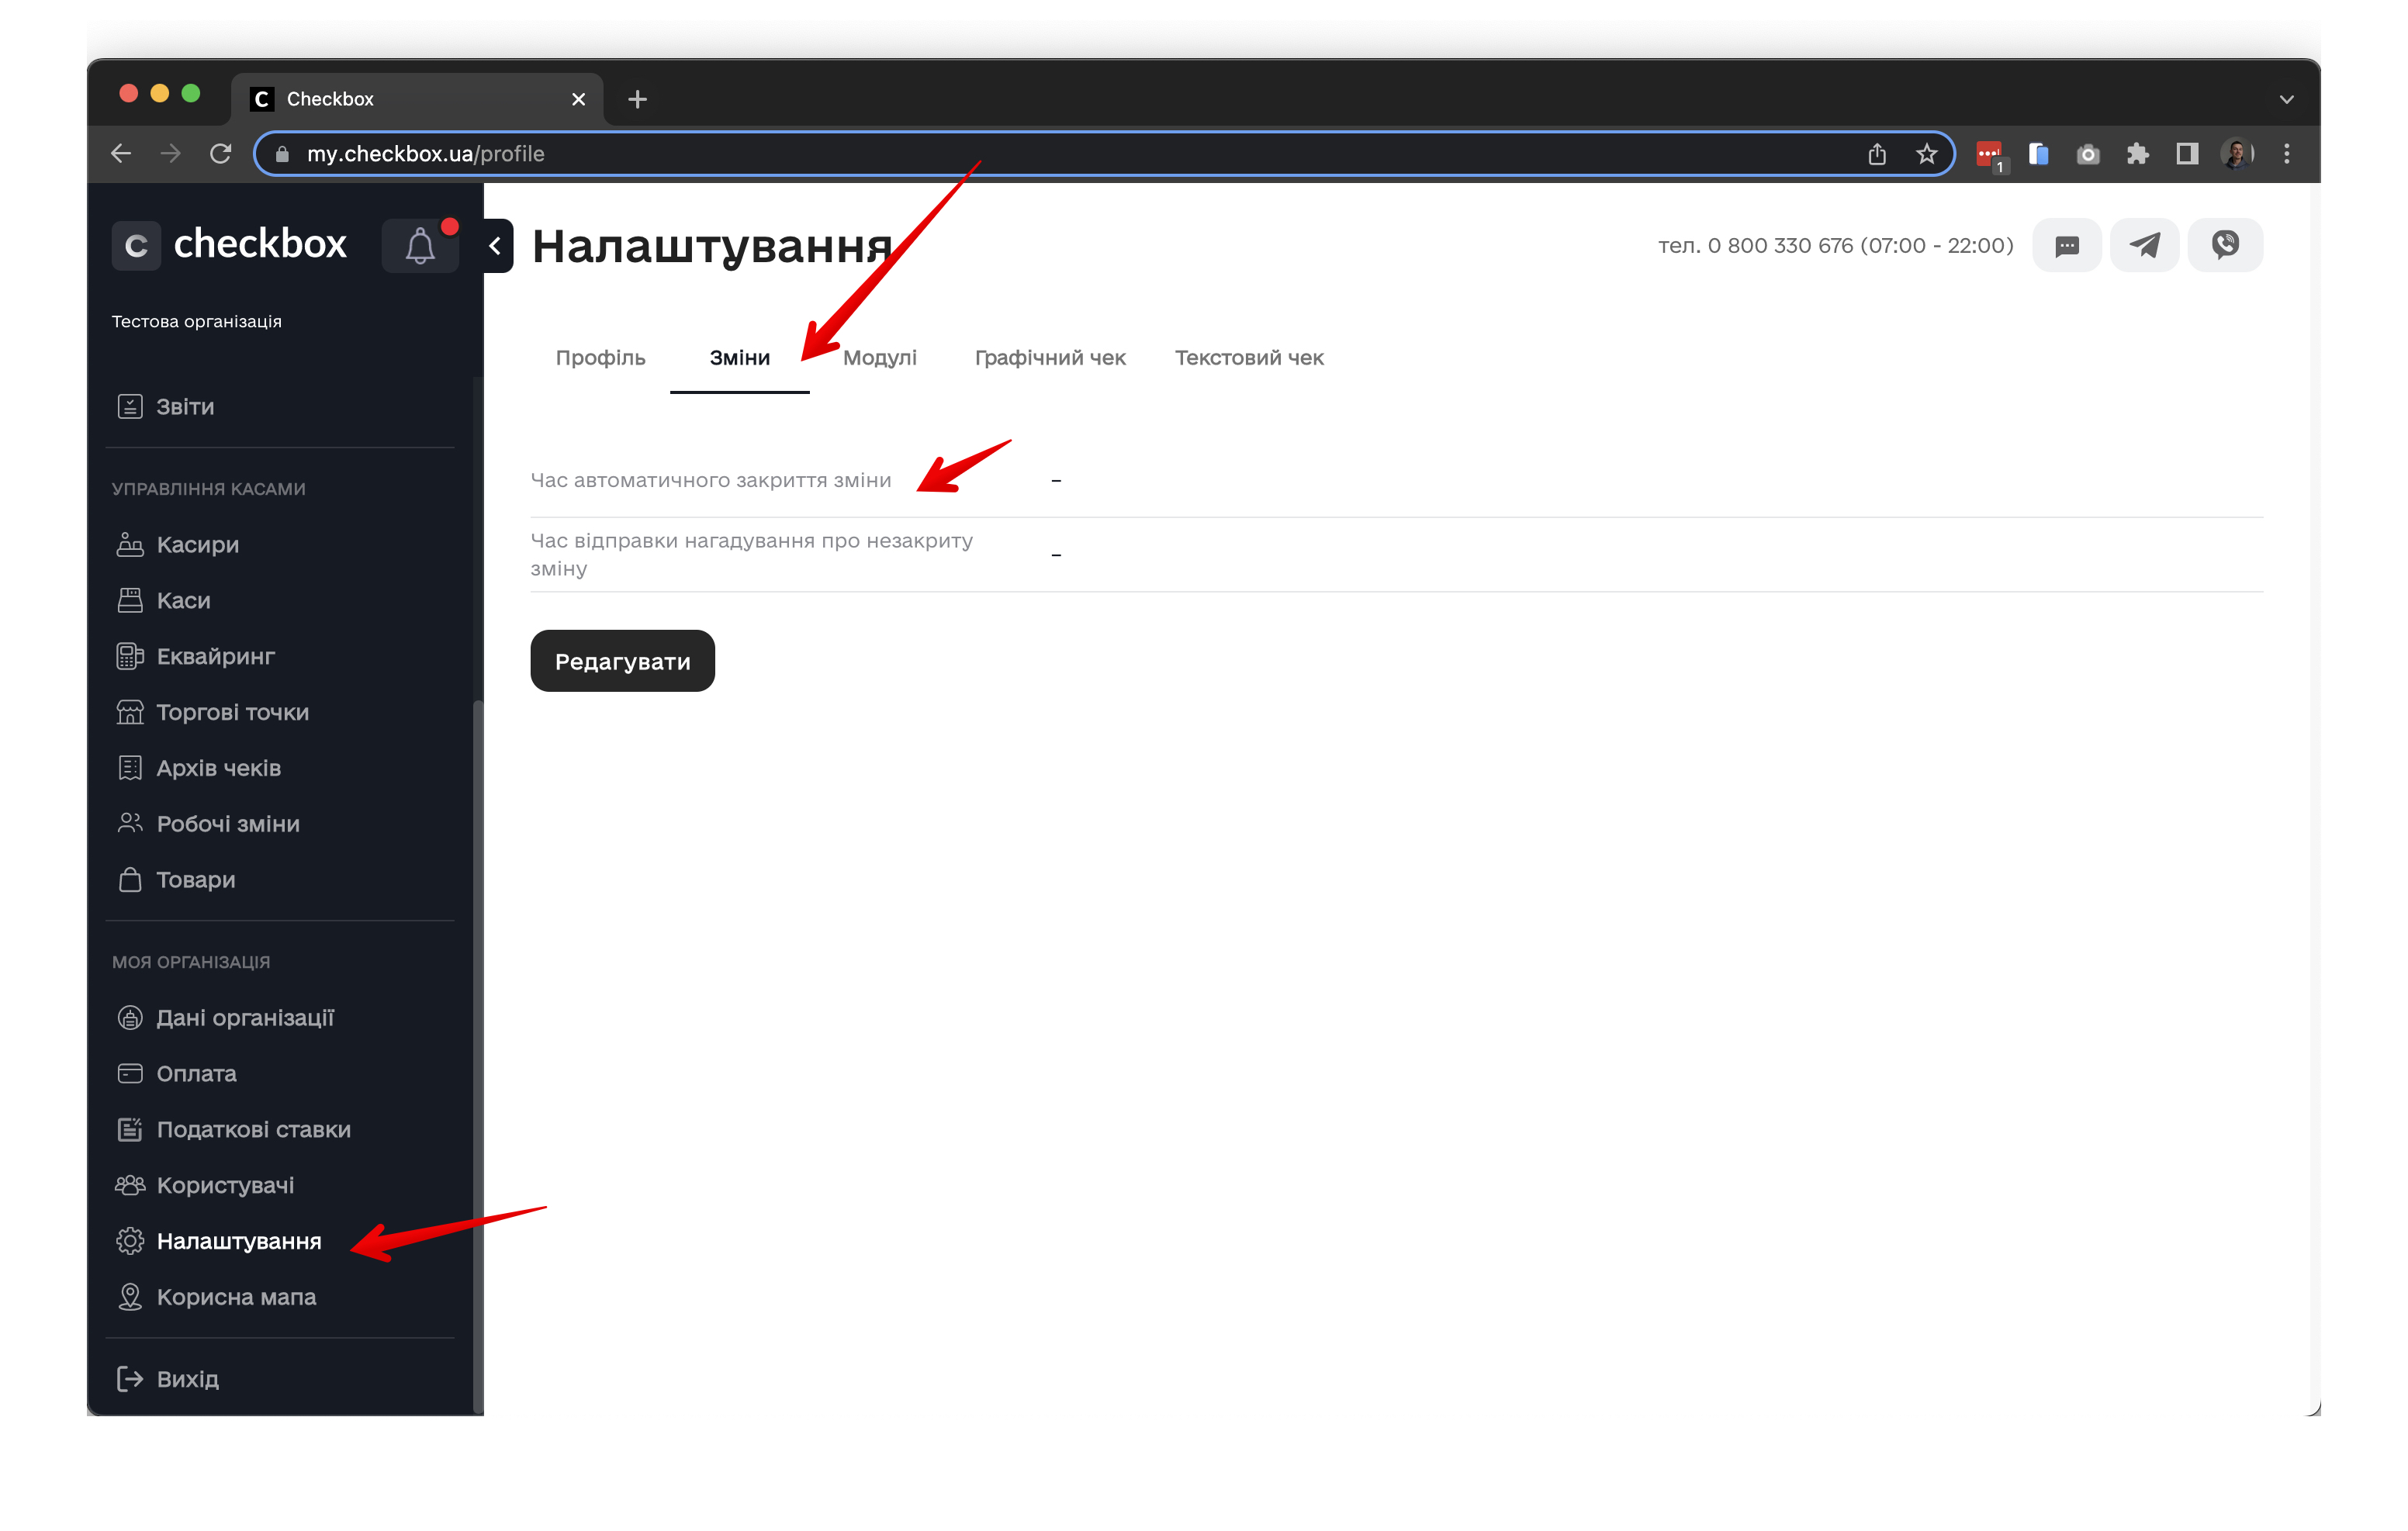 C Checkbox
my.checkbox.ua/profile
1
C checkbox
Налаштування
тел. 0 800 330 676 (07:00 - 22:00)
Тестова організація
Профіль Зміни Модулі Графічний чек Текстовий чек
Звіти
Час автоматичного закриття зміни –
Час відправки нагадування про незакриту
зміну –
Редагувати
УПРАВЛІННЯ КАСАМИ
Касири
Каси
Еквайринг
Торгові точки
Архів чеків
Робочі зміни
Товари
МОЯ ОРГАНІЗАЦІЯ
Дані організації
Оплата
Податкові ставки
Користувачі
Налаштування
Корисна мапа
Вихід